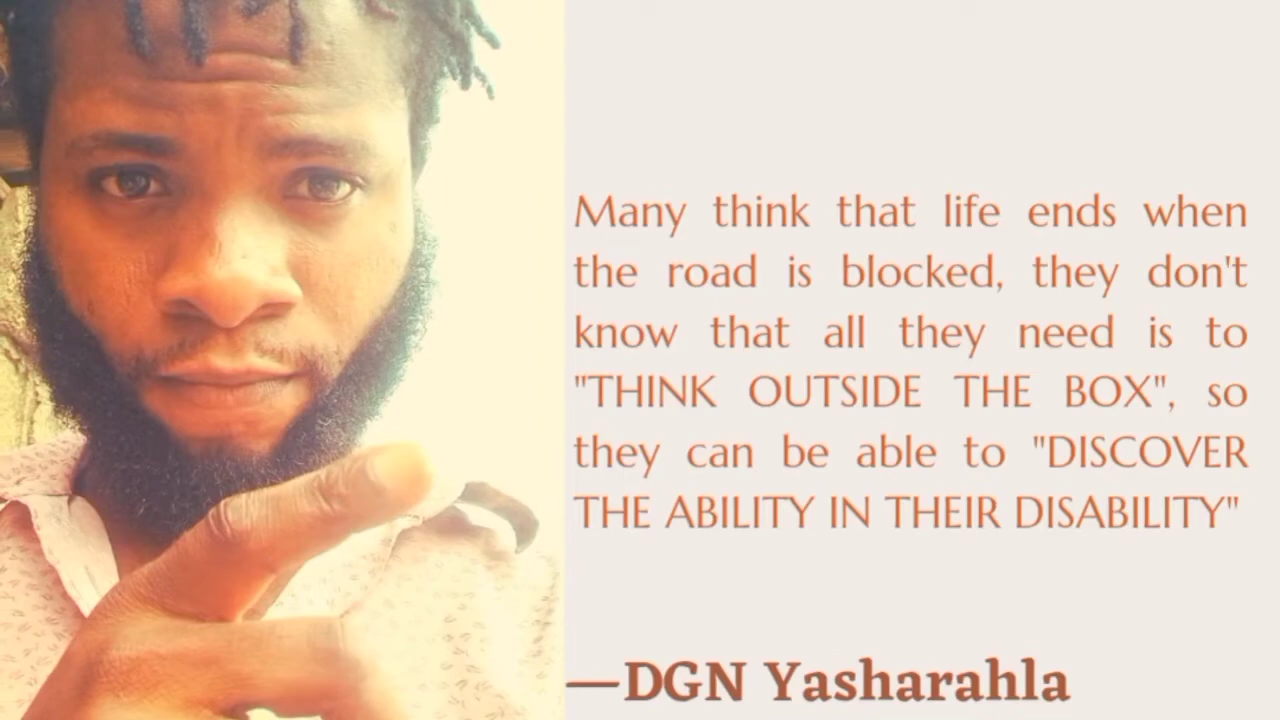 Many think that life ends when
the road is blocked, they don't
know that all they need is to
"THINK OUTSIDE THE BOX", so
they can be able to "DISCOVER
THE ABILITY IN THEIR DISABILITY"
—DGN Yasharahla